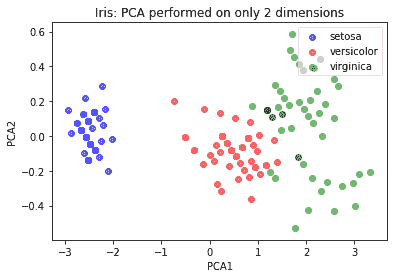 Iris: PCA performed on only 2 dimensions
setosa
versicolor
virginica
PCA2
0.6
0.4
0.2
0.0
−0.2
−0.4
−3
−2
−1
0
1
2
3
PCA1